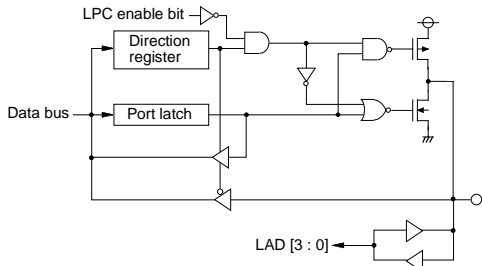 LPC enable bit
Direction
register
Data bus
Port latch
LAD [3 : 0]